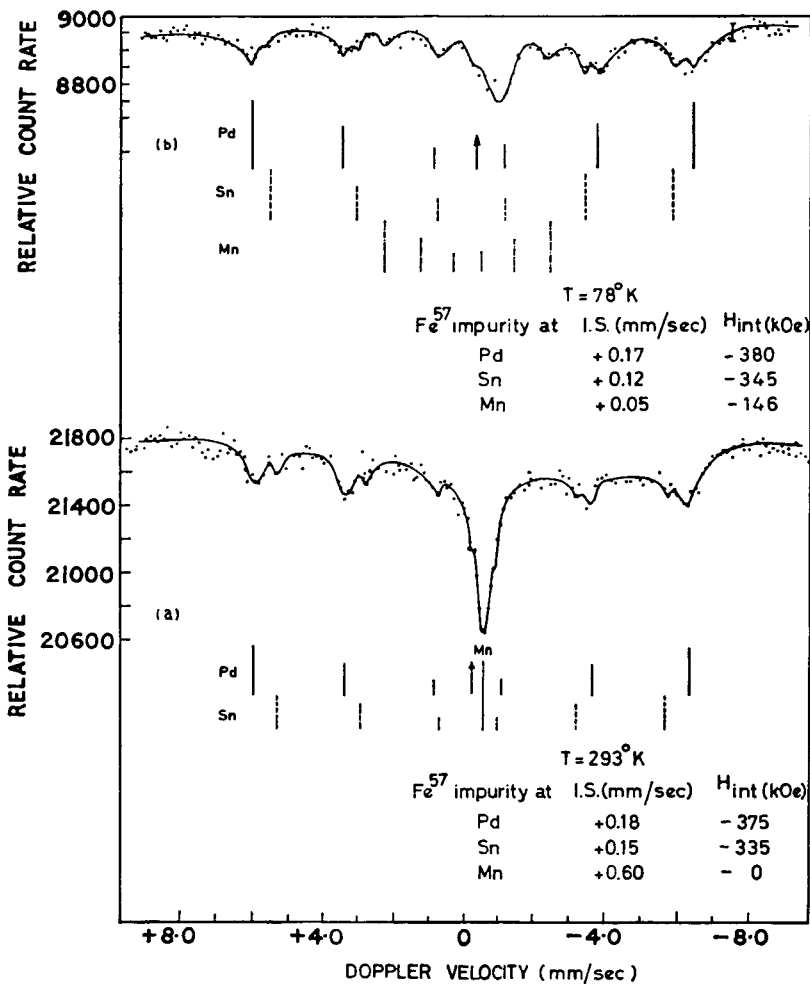 9000
8800
RELATIVE COUNT RATE
(b)
Pd
Sn
Mn
T = 78°K
Fe57 impurity at I.S. (mm/sec) Hint (kOe)
Pd +0.17 -380
Sn +0.12 -345
Mn +0.05 -146
21800
21400
21000
20600
RELATIVE COUNT RATE
(a)
Mn
Pd
Sn
T = 293°K
Fe57 impurity at I.S.(mm/sec) Hint (kOe)
Pd +0.18 -375
Sn +0.15 -335
Mn +0.60 - 0
+8.0 +4.0 0 -4.0 -8.0
DOPPLER VELOCITY (mm/sec)